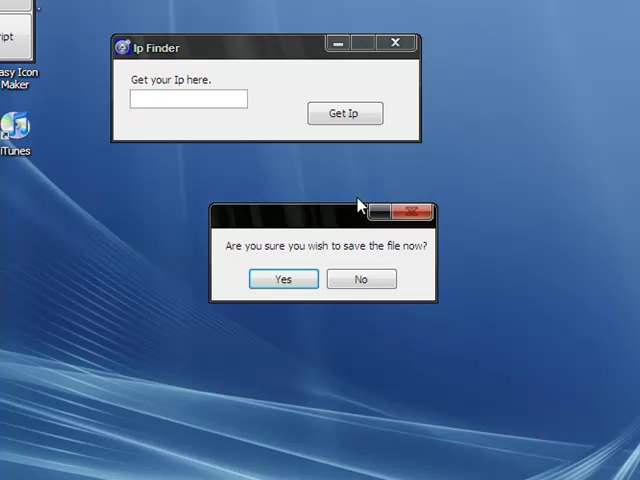 ipt
asy Icon
Maker
iTunes
Ip Finder
Get your Ip here.
Get Ip
Are you sure you wish to save the file now?
Yes
No